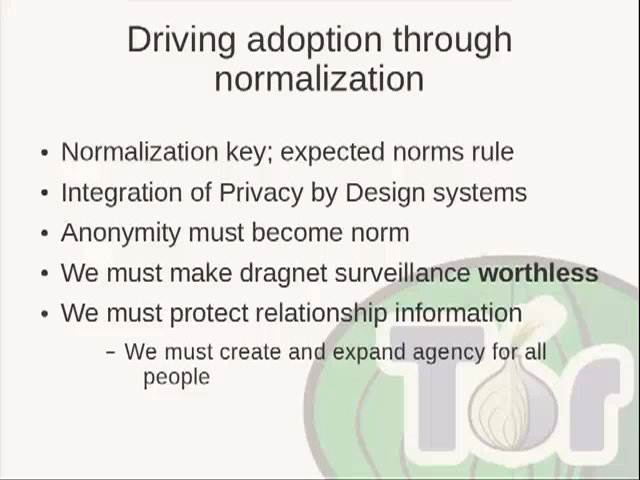 Driving adoption through
normalization
• Normalization key; expected norms rule
• Integration of Privacy by Design systems
• Anonymity must become norm
• We must make dragnet surveillance worthless
• We must protect relationship information
– We must create and expand agency for all
people
Tor